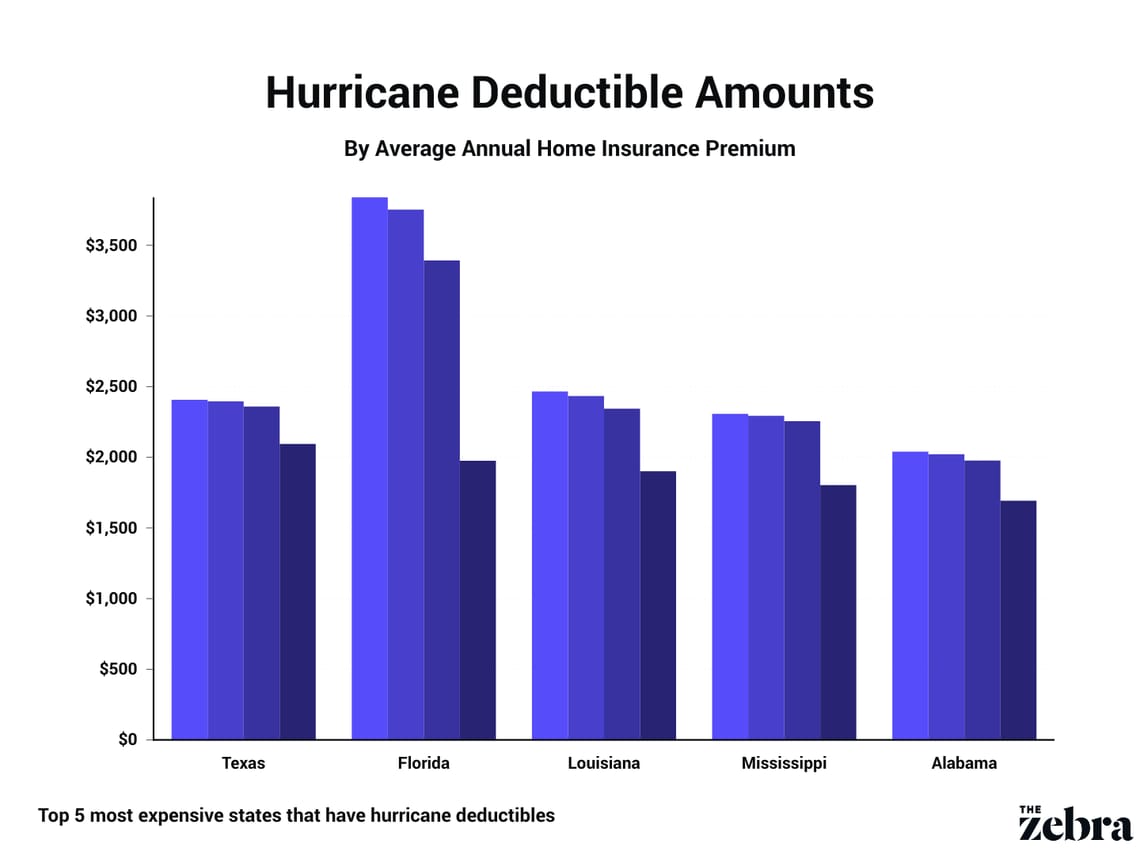 Hurricane Deductible Amounts
By Average Annual Home Insurance Premium
$3,500
$3,000
$2,500
$2,000
$1,500
$1,000
$500
$0
Texas Florida Louisiana Mississippi Alabama
Top 5 most expensive states that have hurricane deductibles
THE
zebra